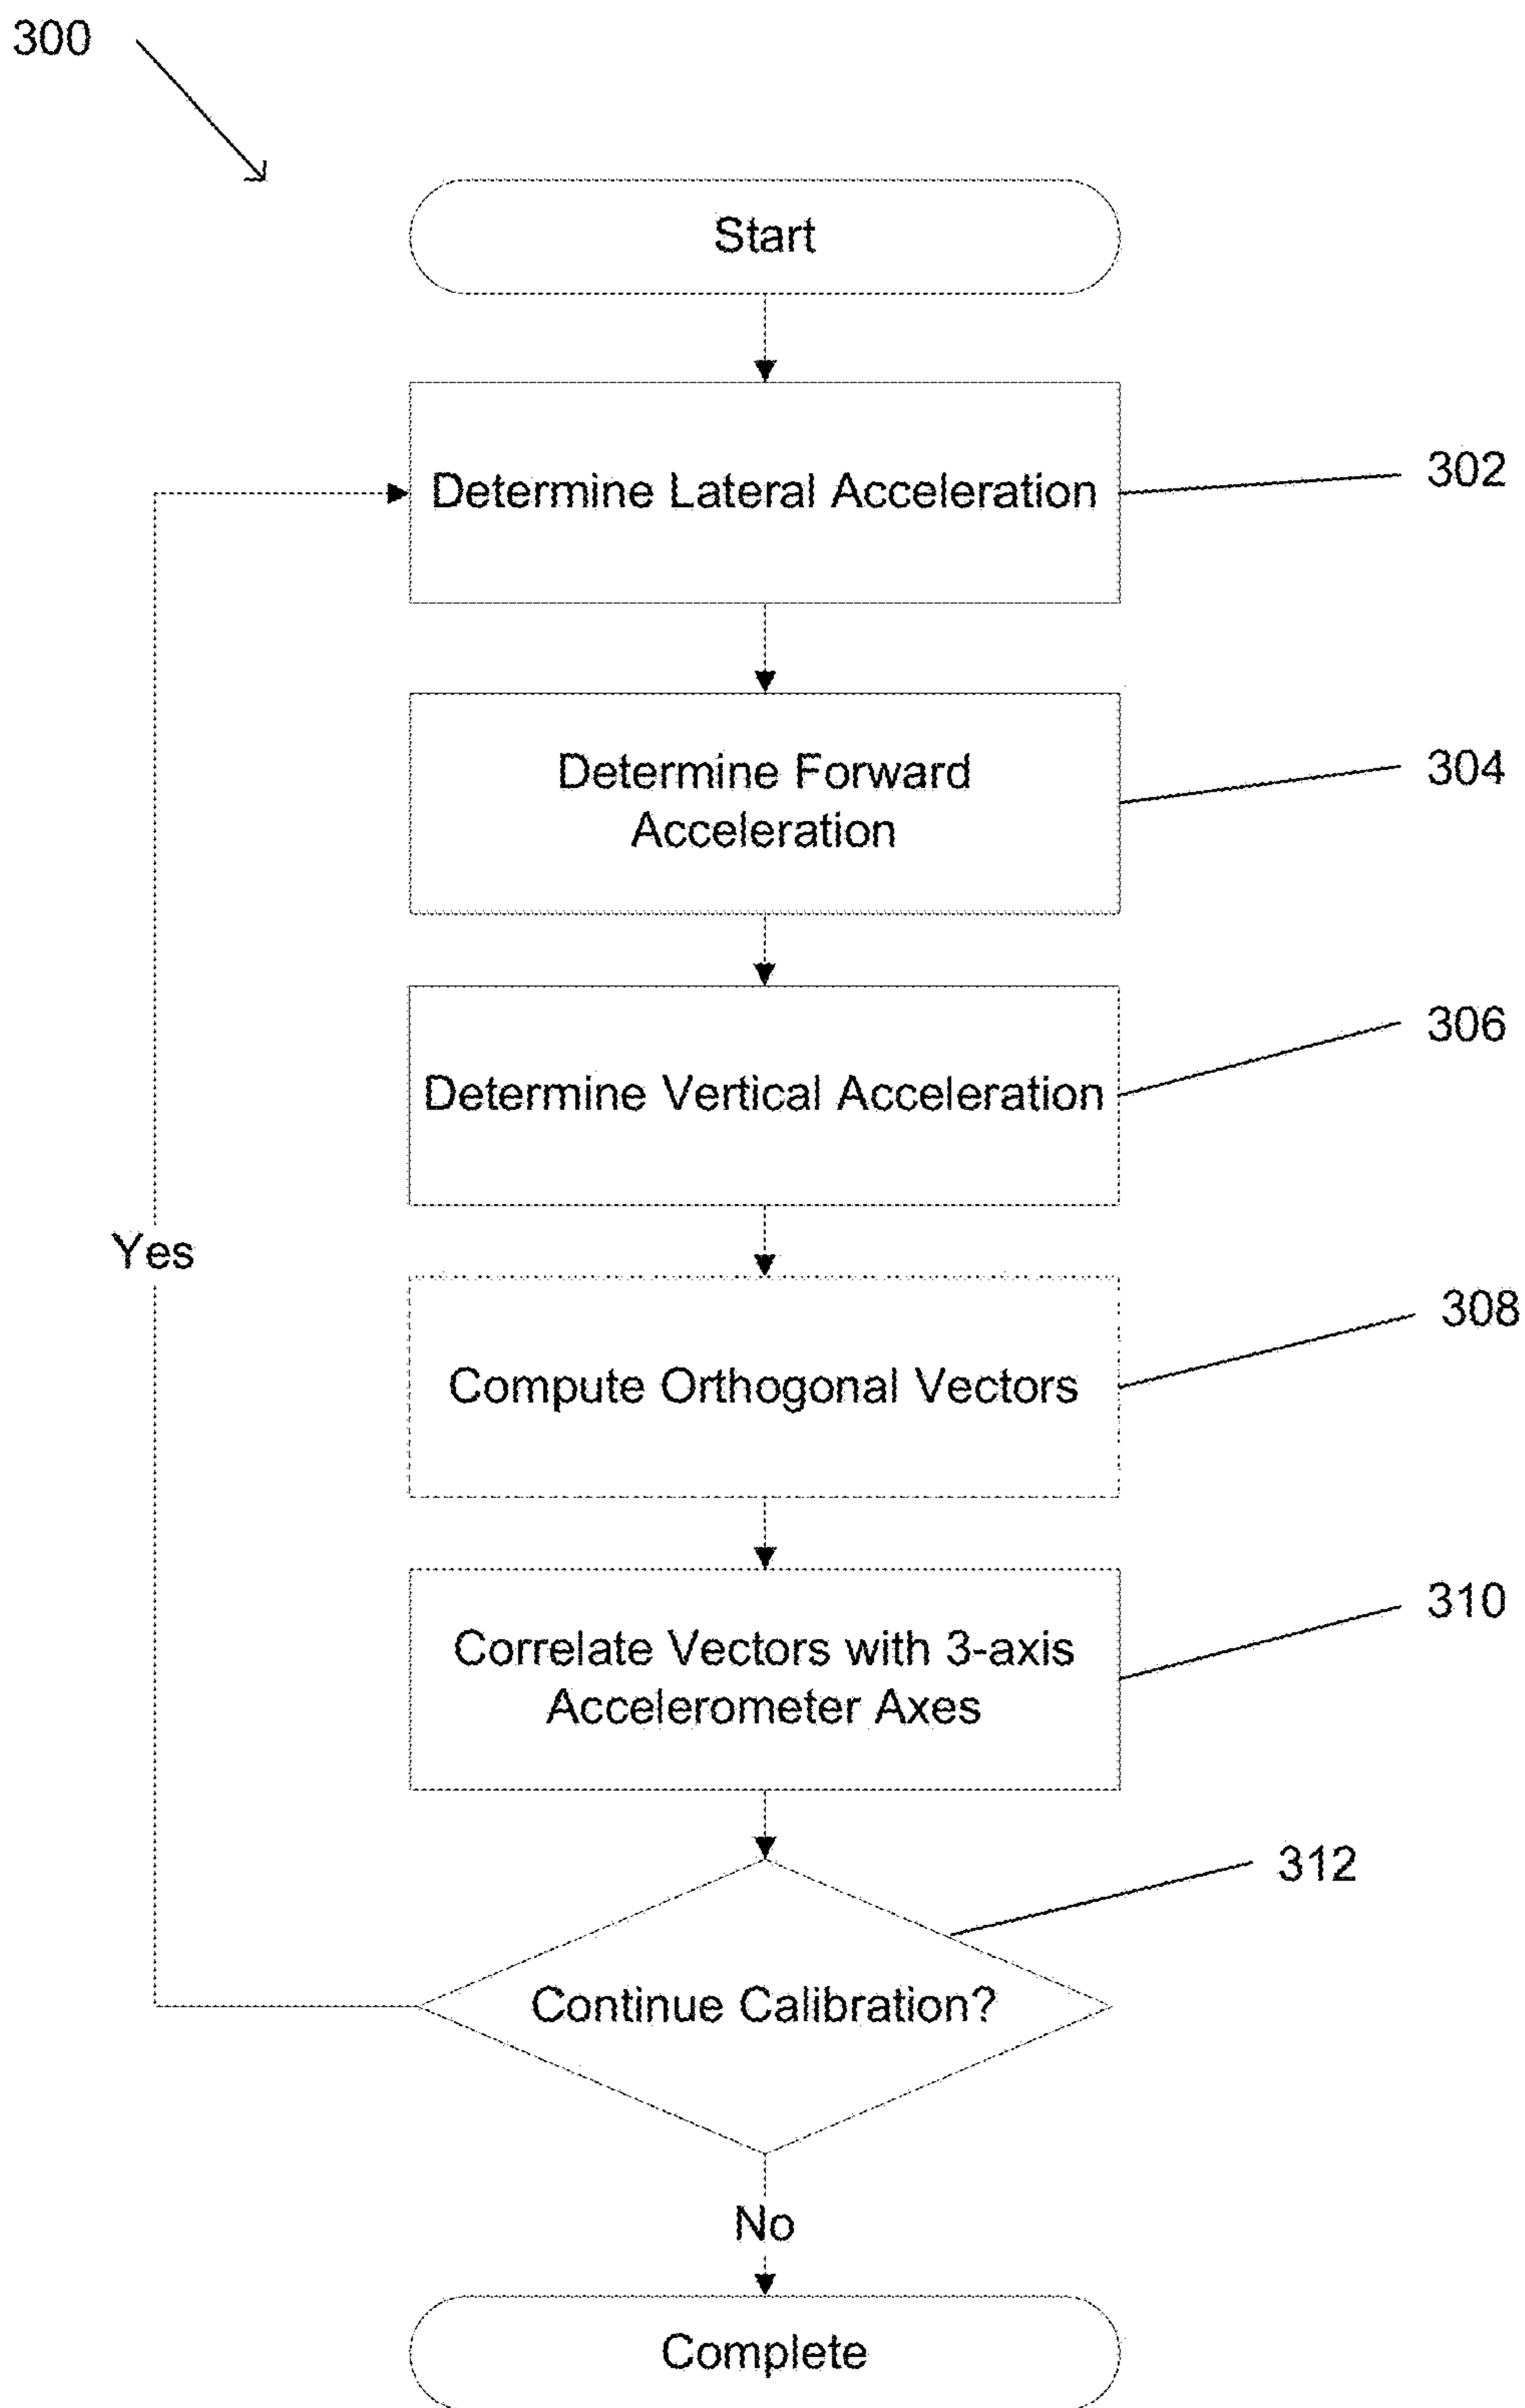 300
Start
Determine Lateral Acceleration
302
Determine Forward
Acceleration
304
Determine Vertical Acceleration
306
Yes
Compute Orthogonal Vectors
308
Correlate Vectors with 3-axis
Accelerometer Axes
310
312
Continue Calibration?
No
Complete